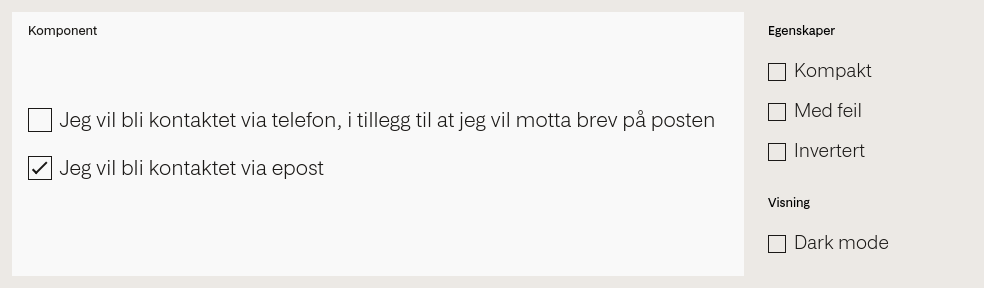 Komponent
Jeg vil bli kontaktet via telefon, i tillegg til at jeg vil motta brev på posten
Jeg vil bli kontaktet via epost
Egenskaper
Kompakt
Med feil
Invertert
Visning
Dark mode